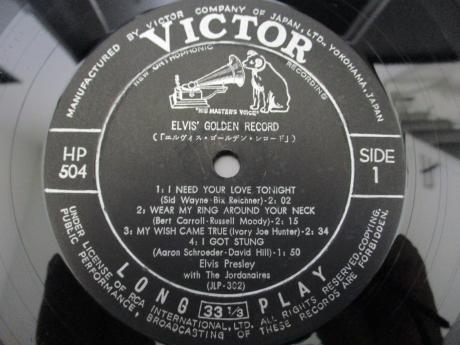 MANUFACTURED BY VICTOR COMPANY OF JAPAN, LTD. YOKOHAMA, JAPAN
VICTOR
NEW ORTHOPHONIC RECORDING
"HIS MASTER'S VOICE"
ELVIS' GOLDEN RECORD
(「エルヴィス・ゴールデン・レコード」)
HP 504
SIDE 1
1: I NEED YOUR LOVE TONIGHT
(Sid Wayne-Bix Reichner)-2: 02
2: WEAR MY RING AROUND YOUR NECK
(Bert Carroll-Russell Moody)-2: 15
3: MY WISH CAME TRUE (Ivory Joe Hunter)-2: 34
4: I GOT STUNG
(Aaron Schroeder-David Hill)-1: 50
Elvis Presley
with The Jordanaires
(JLP-302)
LONG 33 1/3 PLAY
UNDER LICENSE OF RCA INTERNATIONAL, LTD. ALL RIGHTS RESERVED. COPYING,
PUBLIC PERFORMANCE, BROADCASTING OF THESE RECORDS ARE FORBIDDEN.